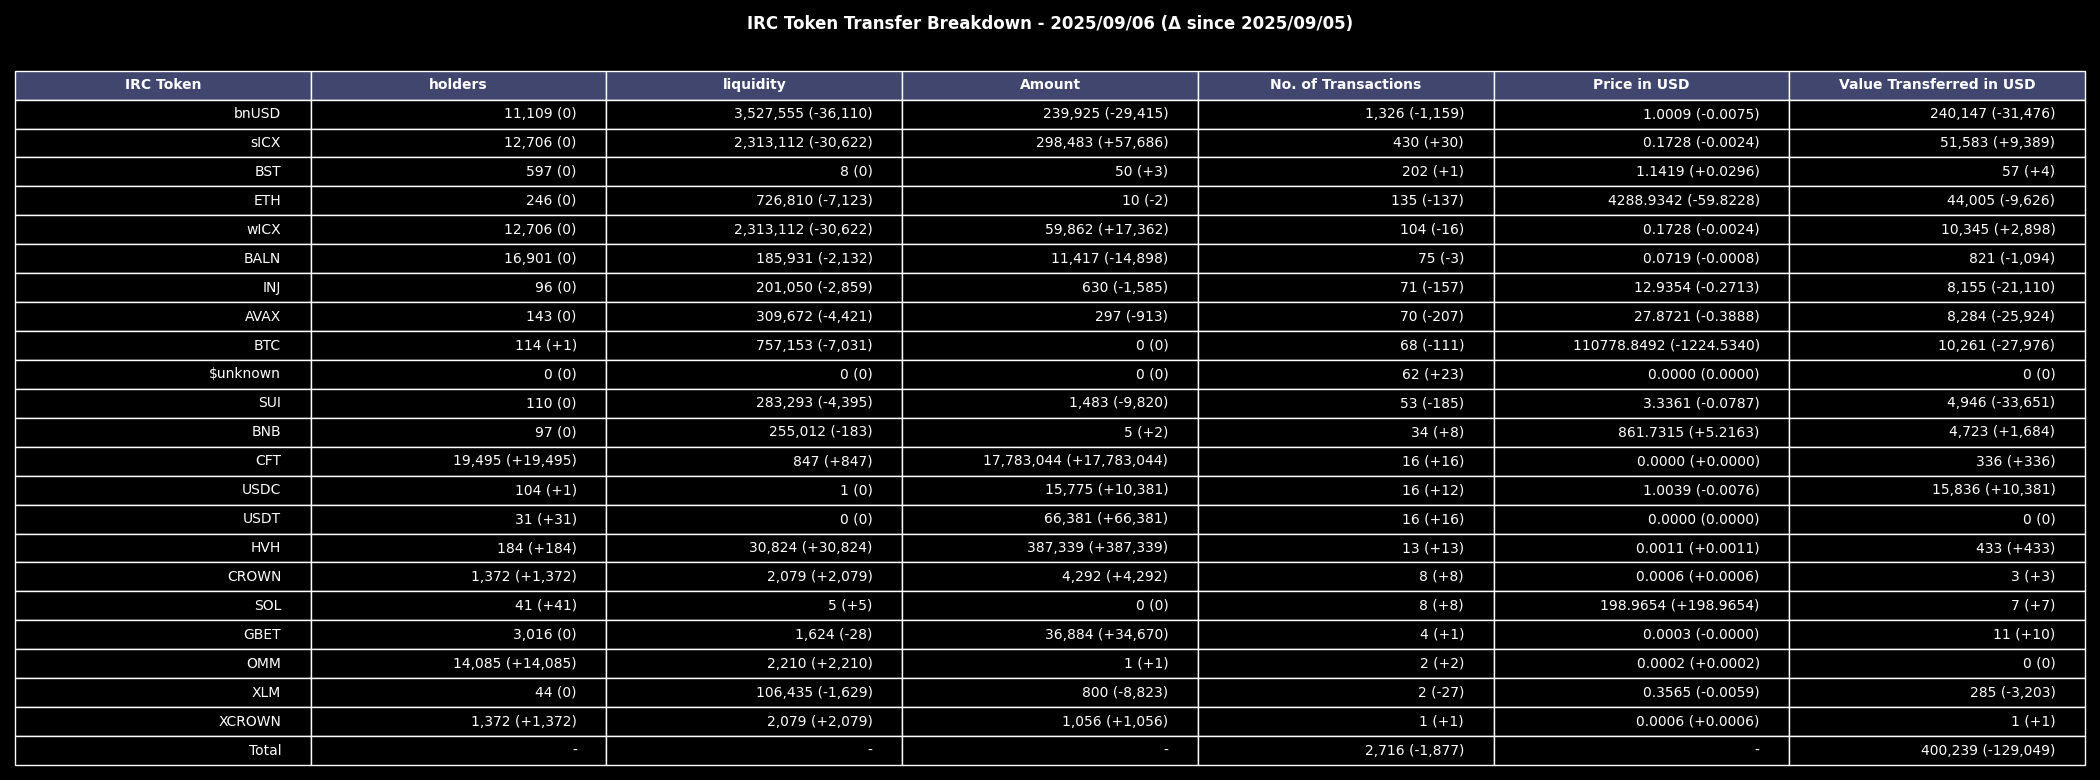 IRC Token Transfer Breakdown - 2025/09/06 (Δ since 2025/09/05)
IRC Token holders liquidity Amount No. of Transactions Price in USD Value Transferred in USD
bnUSD 11,109 (0) 3,527,555 (-36,110) 239,925 (-29,415) 1,326 (-1,159) 1.0009 (-0.0075) 240,147 (-31,476)
sICX 12,706 (0) 2,313,112 (-30,622) 298,483 (+57,686) 430 (+30) 0.1728 (-0.0024) 51,583 (+9,389)
BST 597 (0) 8 (0) 50 (+3) 202 (+1) 1.1419 (+0.0296) 57 (+4)
ETH 246 (0) 726,810 (-7,123) 10 (-2) 135 (-137) 4288.9342 (-59.8228) 44,005 (-9,626)
wICX 12,706 (0) 2,313,112 (-30,622) 59,862 (+17,362) 104 (-16) 0.1728 (-0.0024) 10,345 (+2,898)
BALN 16,901 (0) 185,931 (-2,132) 11,417 (-14,898) 75 (-3) 0.0719 (-0.0008) 821 (-1,094)
INJ 96 (0) 201,050 (-2,859) 630 (-1,585) 71 (-157) 12.9354 (-0.2713) 8,155 (-21,110)
AVAX 143 (0) 309,672 (-4,421) 297 (-913) 70 (-207) 27.8721 (-0.3888) 8,284 (-25,924)
BTC 114 (+1) 757,153 (-7,031) 0 (0) 68 (-111) 110778.8492 (-1224.5340) 10,261 (-27,976)
$unknown 0 (0) 0 (0) 0 (0) 62 (+23) 0.0000 (0.0000) 0 (0)
SUI 110 (0) 283,293 (-4,395) 1,483 (-9,820) 53 (-185) 3.3361 (-0.0787) 4,946 (-33,651)
BNB 97 (0) 255,012 (-183) 5 (+2) 34 (+8) 861.7315 (+5.2163) 4,723 (+1,684)
CFT 19,495 (+19,495) 847 (+847) 17,783,044 (+17,783,044) 16 (+16) 0.0000 (+0.0000) 336 (+336)
USDC 104 (+1) 1 (0) 15,775 (+10,381) 16 (+12) 1.0039 (-0.0076) 15,836 (+10,381)
USDT 31 (+31) 0 (0) 66,381 (+66,381) 16 (+16) 0.0000 (0.0000) 0 (0)
HVH 184 (+184) 30,824 (+30,824) 387,339 (+387,339) 13 (+13) 0.0011 (+0.0011) 433 (+433)
CROWN 1,372 (+1,372) 2,079 (+2,079) 4,292 (+4,292) 8 (+8) 0.0006 (+0.0006) 3 (+3)
SOL 41 (+41) 5 (+5) 0 (0) 8 (+8) 198.9654 (+198.9654) 7 (+7)
GBET 3,016 (0) 1,624 (-28) 36,884 (+34,670) 4 (+1) 0.0003 (-0.0000) 11 (+10)
OMM 14,085 (+14,085) 2,210 (+2,210) 1 (+1) 2 (+2) 0.0002 (+0.0002) 0 (0)
XLM 44 (0) 106,435 (-1,629) 800 (-8,823) 2 (-27) 0.3565 (-0.0059) 285 (-3,203)
XCROWN 1,372 (+1,372) 2,079 (+2,079) 1,056 (+1,056) 1 (+1) 0.0006 (+0.0006) 1 (+1)
Total - - - 2,716 (-1,877) - 400,239 (-129,049)